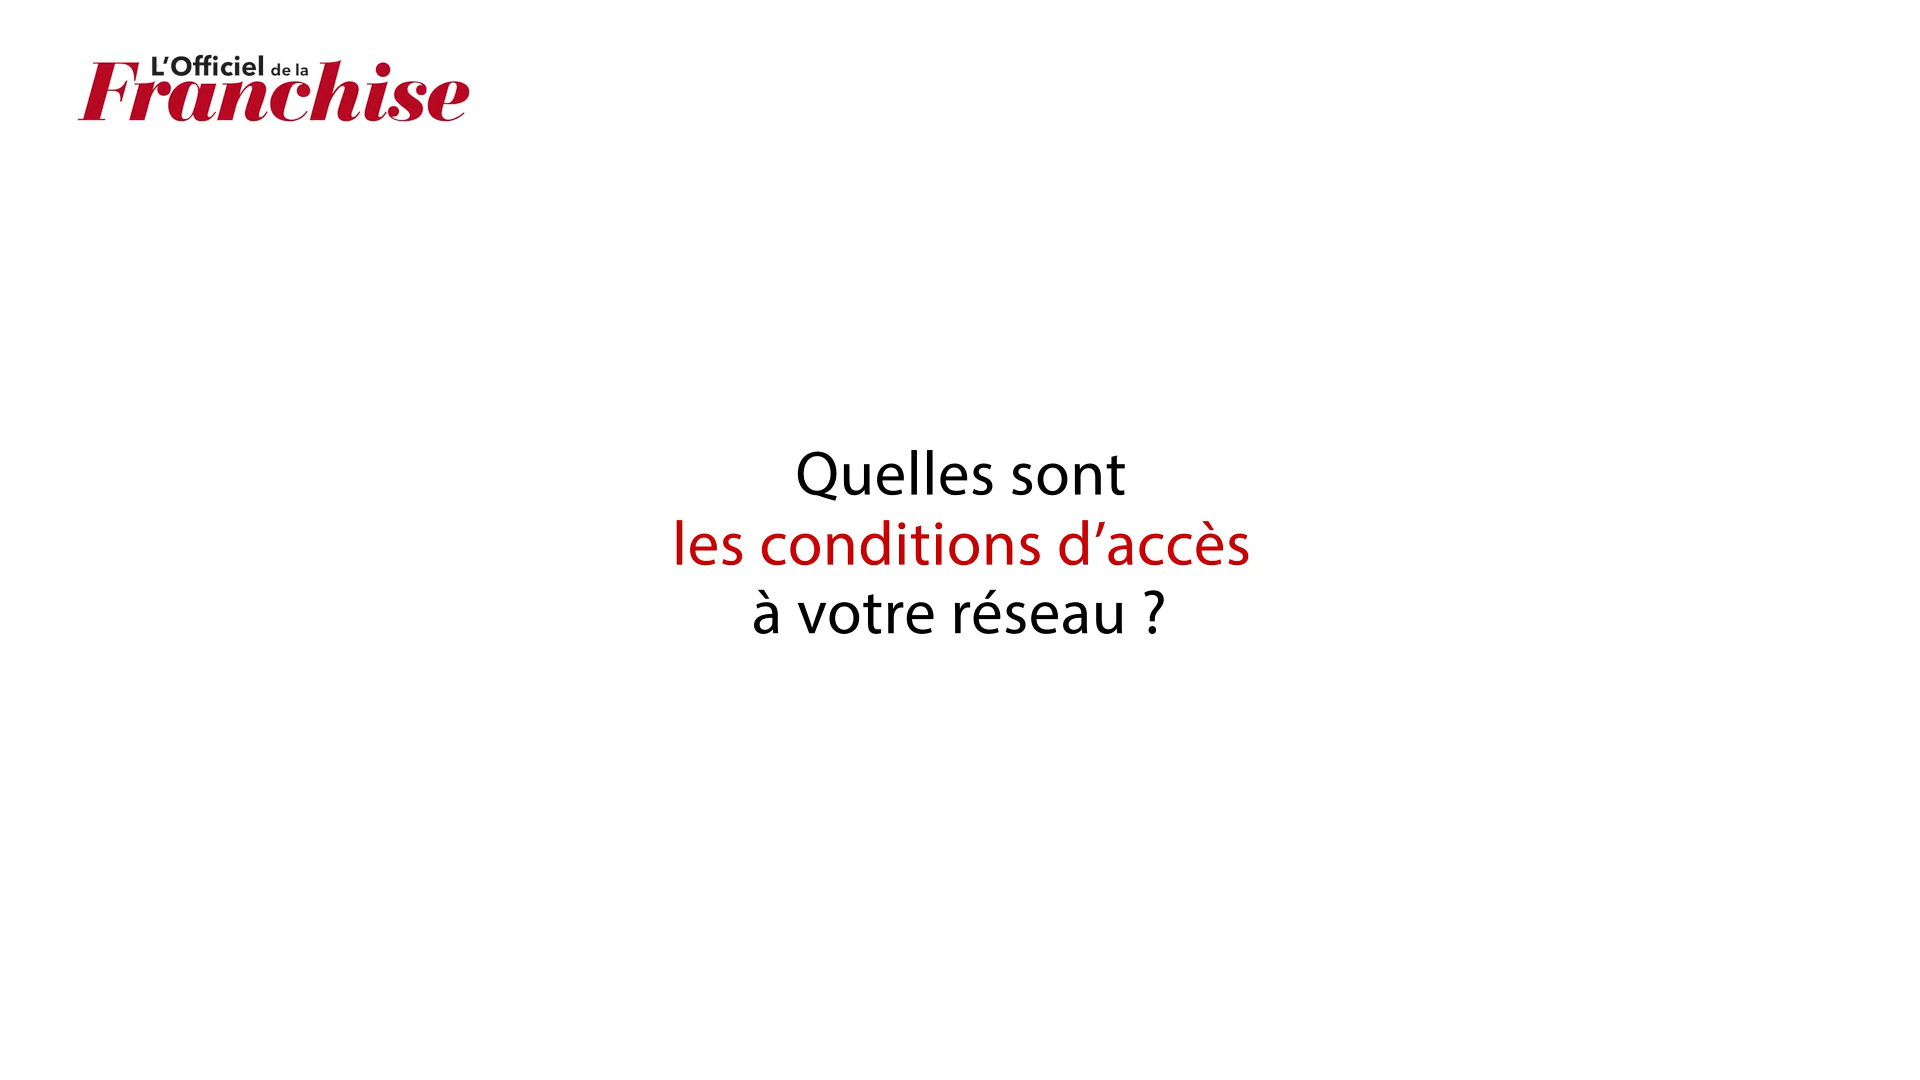 L’Officiel de la
Franchise
Quelles sont
les conditions d’accès
à votre réseau ?